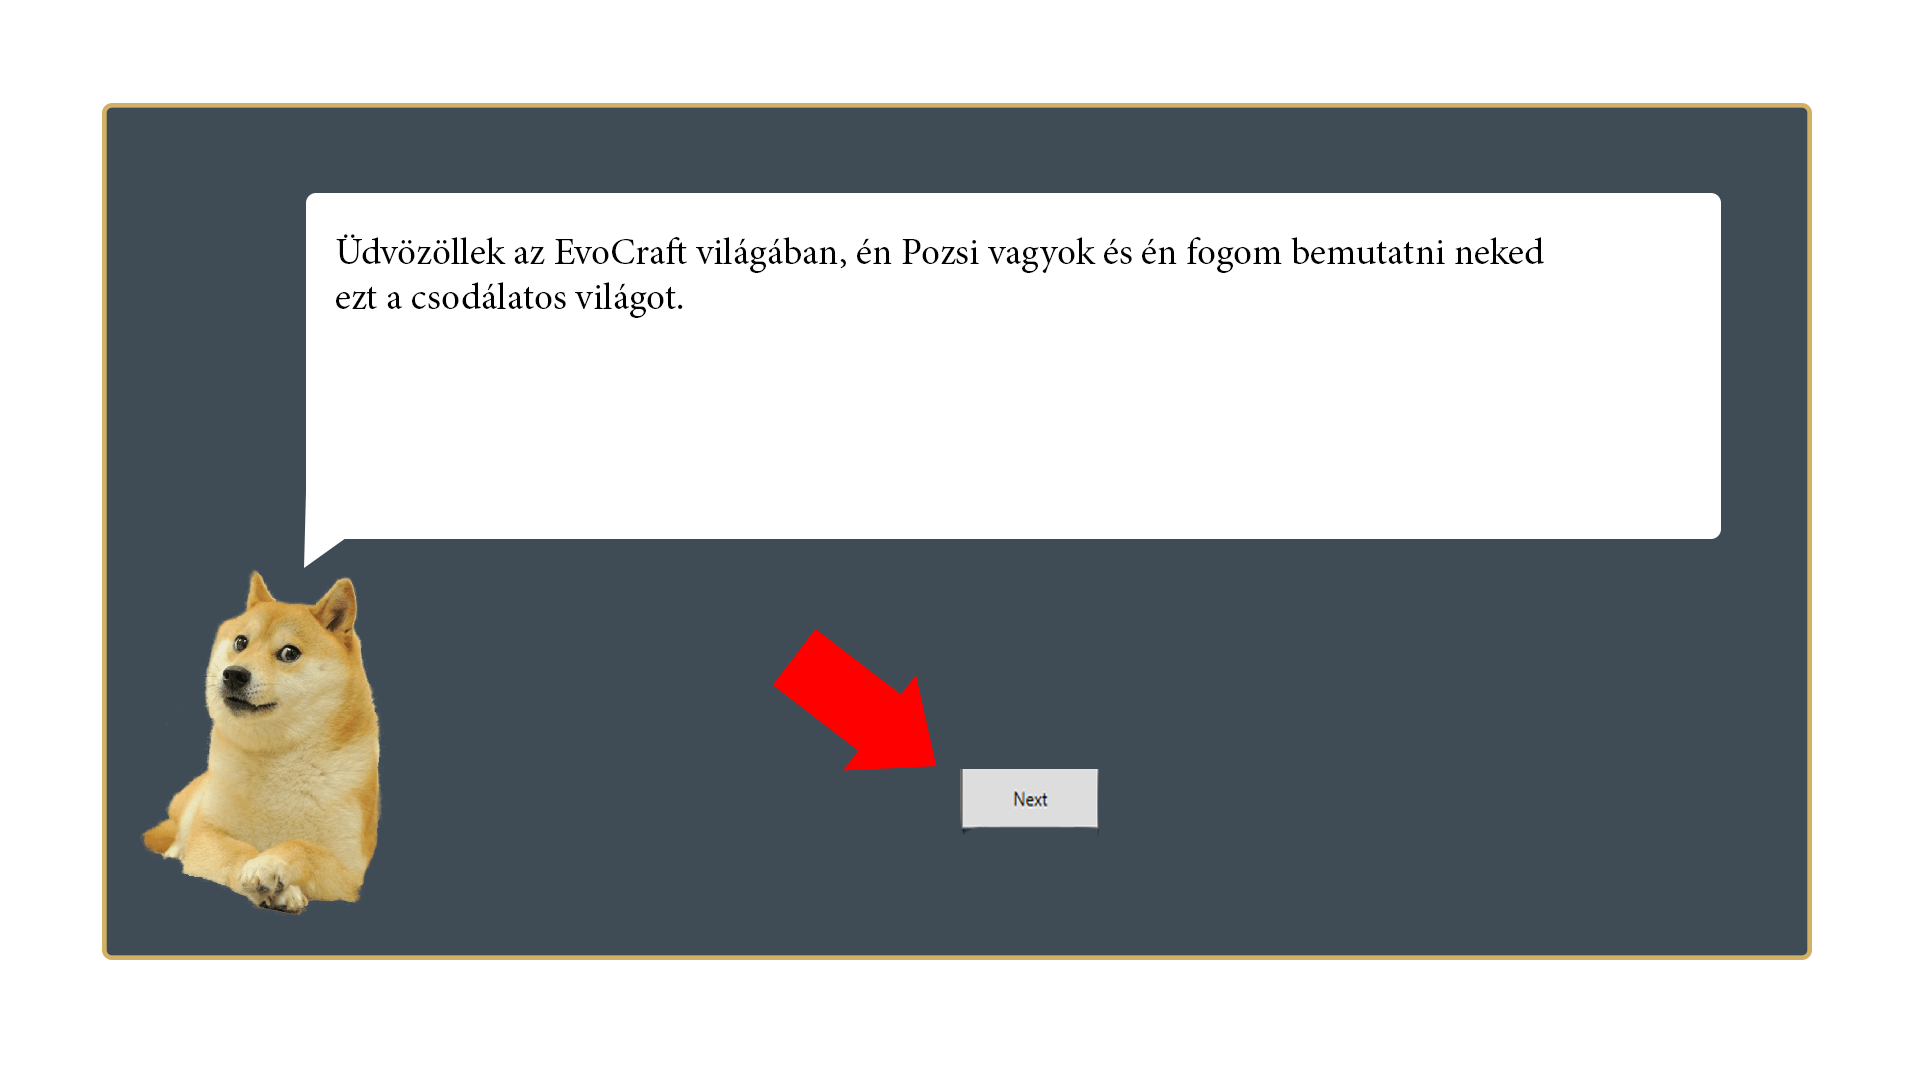 Üdvözöllek az EvoCraft világában, én Pozsi vagyok és én fogom bemutatni neked
ezt a csodálatos világot.
Next